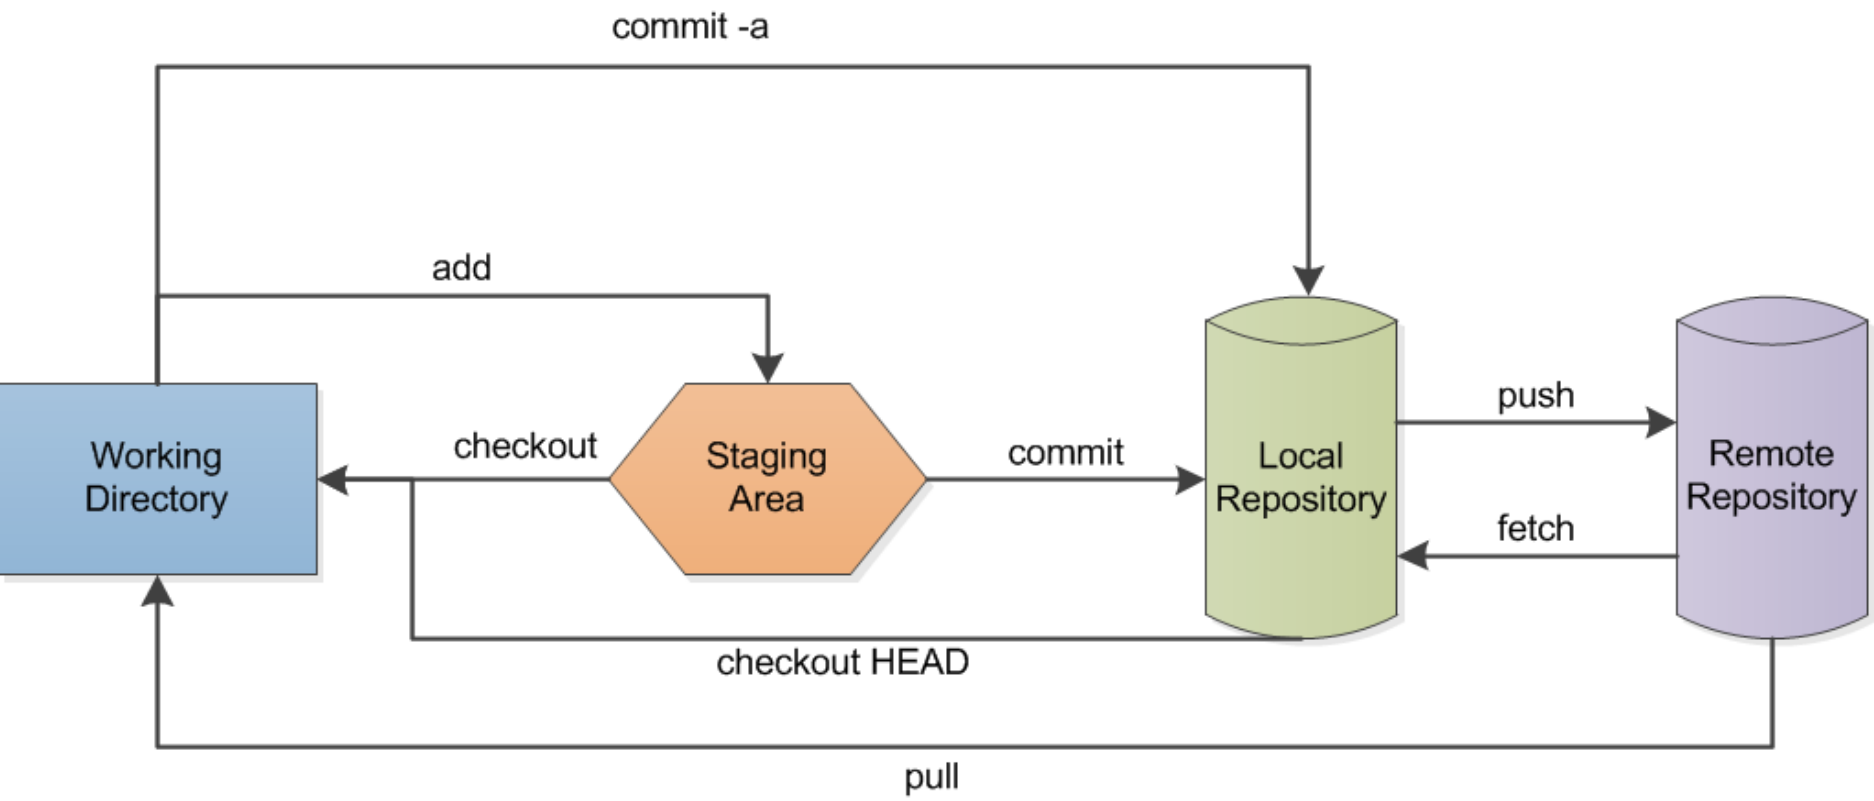 commit -a
add
checkout
commit
push
fetch
Working
Directory
Staging
Area
Local
Repository
Remote
Repository
checkout HEAD
pull